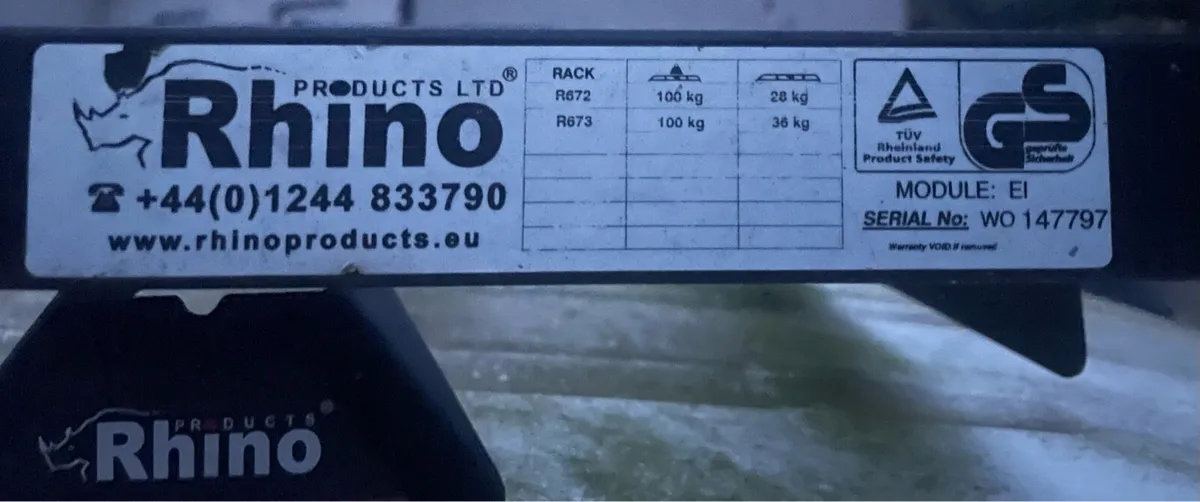 PRODUCTS LTD®
Rhino
☎ +44(0)1244 833790
www.rhinoproducts.eu
RACK
R672 100 kg 28 kg
R673 100 kg 36 kg
TÜV
Rheinland
Product Safety
GS
geprüfte
Sicherheit
MODULE: EI
SERIAL No: WO 147797
Warranty VOID if removed
PRODUCTS®
Rhino